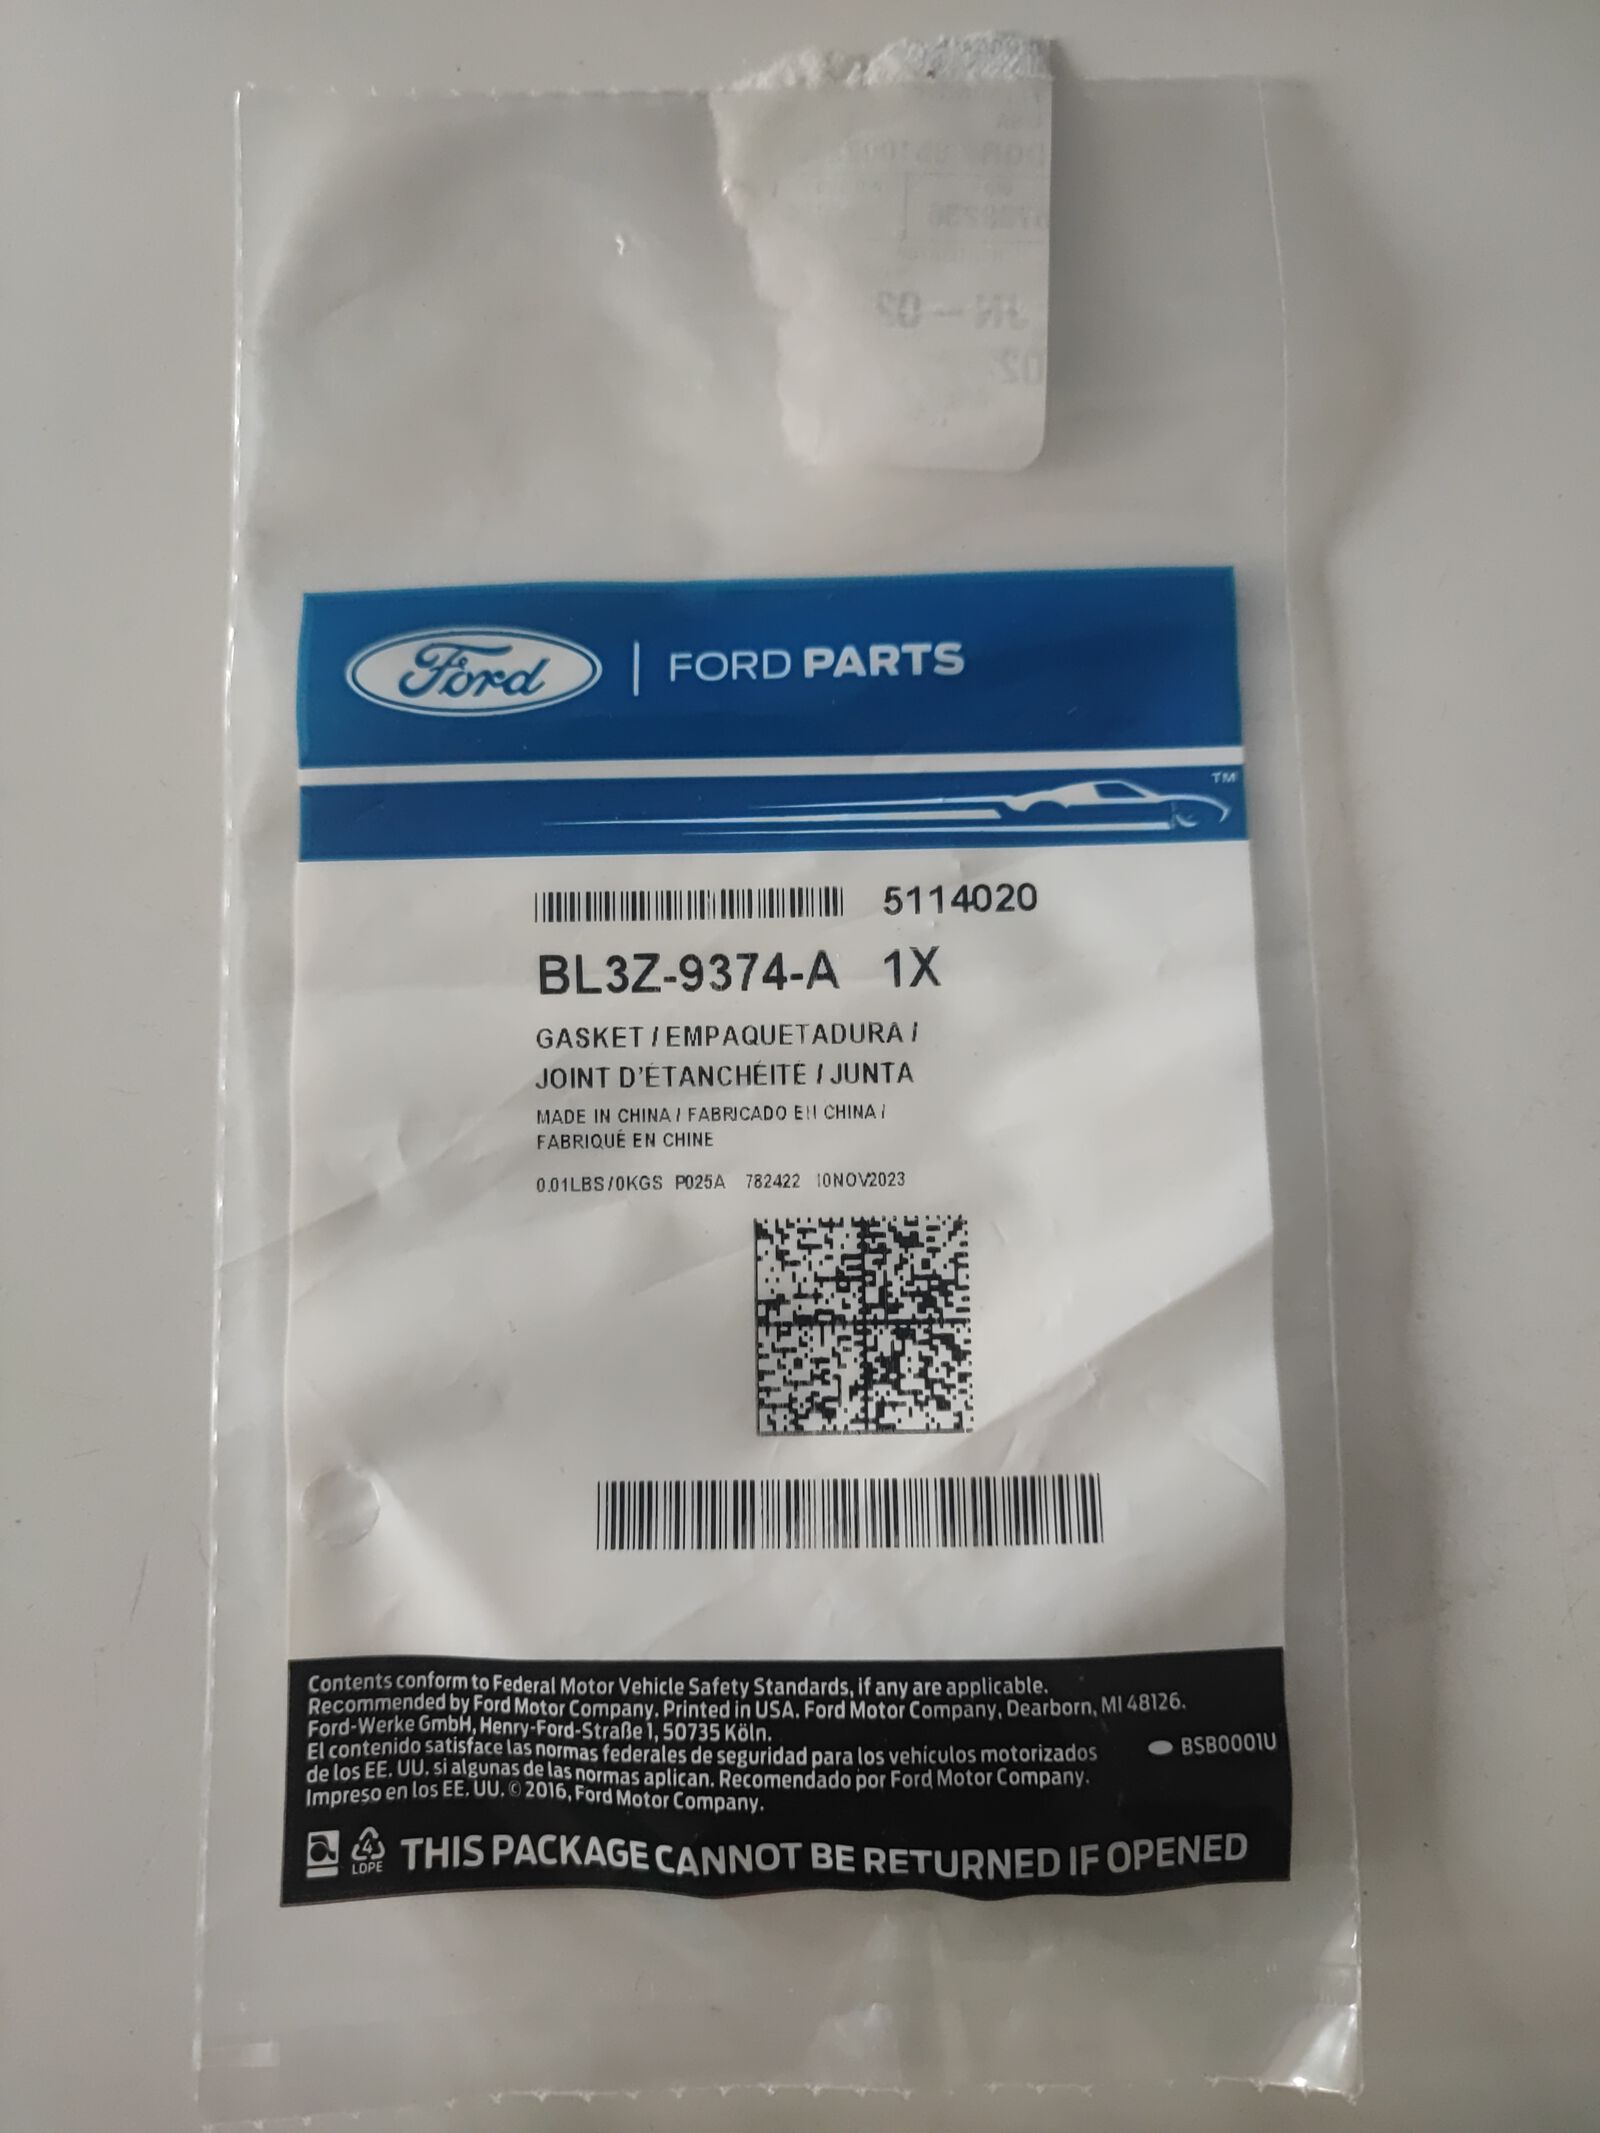 Ford | FORD PARTS
TM
5114020
BL3Z-9374-A 1X
GASKET / EMPAQUETADURA /
JOINT D'ÉTANCHÉITÉ / JUNTA
MADE IN CHINA / FABRICADO EN CHINA /
FABRIQUÉ EN CHINE
0.01LBS/0KGS P025A 782422 10NOV2023
Contents conform to Federal Motor Vehicle Safety Standards, if any are applicable.
Recommended by Ford Motor Company. Printed in USA. Ford Motor Company, Dearborn, MI 48126.
Ford-Werke GmbH, Henry-Ford-Straße 1, 50735 Köln.
El contenido satisface las normas federales de seguridad para los vehículos motorizados
de los EE. UU. si algunas de las normas aplican. Recomendado por Ford Motor Company.
Impreso en los EE. UU. © 2016, Ford Motor Company.
BSB0001U
4
LDPE
THIS PACKAGE CANNOT BE RETURNED IF OPENED